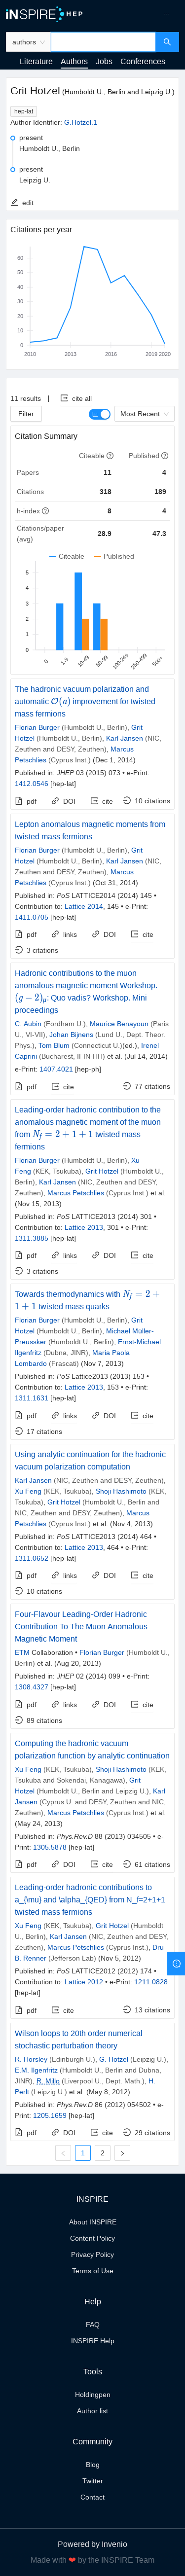 iNSPIRE HEP
authors
Literature Authors Jobs Conferences
Grit Hotzel (Humboldt U., Berlin and Leipzig U.)
hep-lat
Author Identifier: G.Hotzel.1
present
Humboldt U., Berlin
present
Leipzig U.
edit
Citations per year
60
50
40
30
20
10
0
2010 2013 2016 2019 2020
11 results | cite all
Filter Most Recent
Citation Summary
Citeable Published
Papers 11 4
Citations 318 189
h-index 8 4
Citations/paper (avg) 28.9 47.3
Citeable Published
5
4
3
2
1
0
0 1-9 10-49 50-99 100-249 250-499 500+
The hadronic vacuum polarization and
automatic O(a) improvement for twisted
mass fermions
Florian Burger (Humboldt U., Berlin), Grit
Hotzel (Humboldt U., Berlin), Karl Jansen (NIC,
Zeuthen and DESY, Zeuthen), Marcus
Petschlies (Cyprus Inst.) (Dec 1, 2014)
Published in: JHEP 03 (2015) 073 • e-Print:
1412.0546 [hep-lat]
pdf DOI cite 10 citations
Lepton anomalous magnetic moments from
twisted mass fermions
Florian Burger (Humboldt U., Berlin), Grit
Hotzel (Humboldt U., Berlin), Karl Jansen (NIC,
Zeuthen and DESY, Zeuthen), Marcus
Petschlies (Cyprus Inst.) (Oct 31, 2014)
Published in: PoS LATTICE2014 (2014) 145 •
Contribution to: Lattice 2014, 145 • e-Print:
1411.0705 [hep-lat]
pdf links DOI cite
3 citations
Hadronic contributions to the muon
anomalous magnetic moment Workshop.
(g − 2)μ: Quo vadis? Workshop. Mini
proceedings
C. Aubin (Fordham U.), Maurice Benayoun (Paris
U., VI-VII), Johan Bijnens (Lund U., Dept. Theor.
Phys.), Tom Blum (Connecticut U.)(ed.), Irinel
Caprini (Bucharest, IFIN-HH) et al. (Jul 14, 2014)
e-Print: 1407.4021 [hep-ph]
pdf cite 77 citations
Leading-order hadronic contribution to the
anomalous magnetic moment of the muon
from Nf = 2 + 1 + 1 twisted mass
fermions
Florian Burger (Humboldt U., Berlin), Xu
Feng (KEK, Tsukuba), Grit Hotzel (Humboldt U.,
Berlin), Karl Jansen (NIC, Zeuthen and DESY,
Zeuthen), Marcus Petschlies (Cyprus Inst.) et al.
(Nov 15, 2013)
Published in: PoS LATTICE2013 (2014) 301 •
Contribution to: Lattice 2013, 301 • e-Print:
1311.3885 [hep-lat]
pdf links DOI cite
3 citations
Towards thermodynamics with Nf = 2 +
1 + 1 twisted mass quarks
Florian Burger (Humboldt U., Berlin), Grit
Hotzel (Humboldt U., Berlin), Michael Müller-
Preussker (Humboldt U., Berlin), Ernst-Michael
Ilgenfritz (Dubna, JINR), Maria Paola
Lombardo (Frascati) (Nov 7, 2013)
Published in: PoS Lattice2013 (2013) 153 •
Contribution to: Lattice 2013, 153 • e-Print:
1311.1631 [hep-lat]
pdf links DOI cite
17 citations
Using analytic continuation for the hadronic
vacuum polarization computation
Karl Jansen (NIC, Zeuthen and DESY, Zeuthen),
Xu Feng (KEK, Tsukuba), Shoji Hashimoto (KEK,
Tsukuba), Grit Hotzel (Humboldt U., Berlin and
NIC, Zeuthen and DESY, Zeuthen), Marcus
Petschlies (Cyprus Inst.) et al. (Nov 4, 2013)
Published in: PoS LATTICE2013 (2014) 464 •
Contribution to: Lattice 2013, 464 • e-Print:
1311.0652 [hep-lat]
pdf links DOI cite
10 citations
Four-Flavour Leading-Order Hadronic
Contribution To The Muon Anomalous
Magnetic Moment
ETM Collaboration • Florian Burger (Humboldt U.,
Berlin) et al. (Aug 20, 2013)
Published in: JHEP 02 (2014) 099 • e-Print:
1308.4327 [hep-lat]
pdf links DOI cite
89 citations
Computing the hadronic vacuum
polarization function by analytic continuation
Xu Feng (KEK, Tsukuba), Shoji Hashimoto (KEK,
Tsukuba and Sokendai, Kanagawa), Grit
Hotzel (Humboldt U., Berlin and Leipzig U.), Karl
Jansen (Cyprus U. and DESY, Zeuthen and NIC,
Zeuthen), Marcus Petschlies (Cyprus Inst.) et al.
(May 24, 2013)
Published in: Phys.Rev.D 88 (2013) 034505 • e-
Print: 1305.5878 [hep-lat]
pdf DOI cite 61 citations
Leading-order hadronic contributions to
a_{\mu} and \alpha_{QED} from N_f=2+1+1
twisted mass fermions
Xu Feng (KEK, Tsukuba), Grit Hotzel (Humboldt
U., Berlin), Karl Jansen (NIC, Zeuthen and DESY,
Zeuthen), Marcus Petschlies (Cyprus Inst.), Dru
B. Renner (Jefferson Lab) (Nov 5, 2012)
Published in: PoS LATTICE2012 (2012) 174 •
Contribution to: Lattice 2012 • e-Print: 1211.0828
[hep-lat]
pdf cite 13 citations
Wilson loops to 20th order numerical
stochastic perturbation theory
R. Horsley (Edinburgh U.), G. Hotzel (Leipzig U.),
E.M. Ilgenfritz (Humboldt U., Berlin and Dubna,
JINR), R. Millo (Liverpool U., Dept. Math.), H.
Perlt (Leipzig U.) et al. (May 8, 2012)
Published in: Phys.Rev.D 86 (2012) 054502 • e-
Print: 1205.1659 [hep-lat]
pdf DOI cite 29 citations
1 2
INSPIRE
About INSPIRE
Content Policy
Privacy Policy
Terms of Use
Help
FAQ
INSPIRE Help
Tools
Holdingpen
Author list
Community
Blog
Twitter
Contact
Powered by Invenio
Made with ❤ by the INSPIRE Team